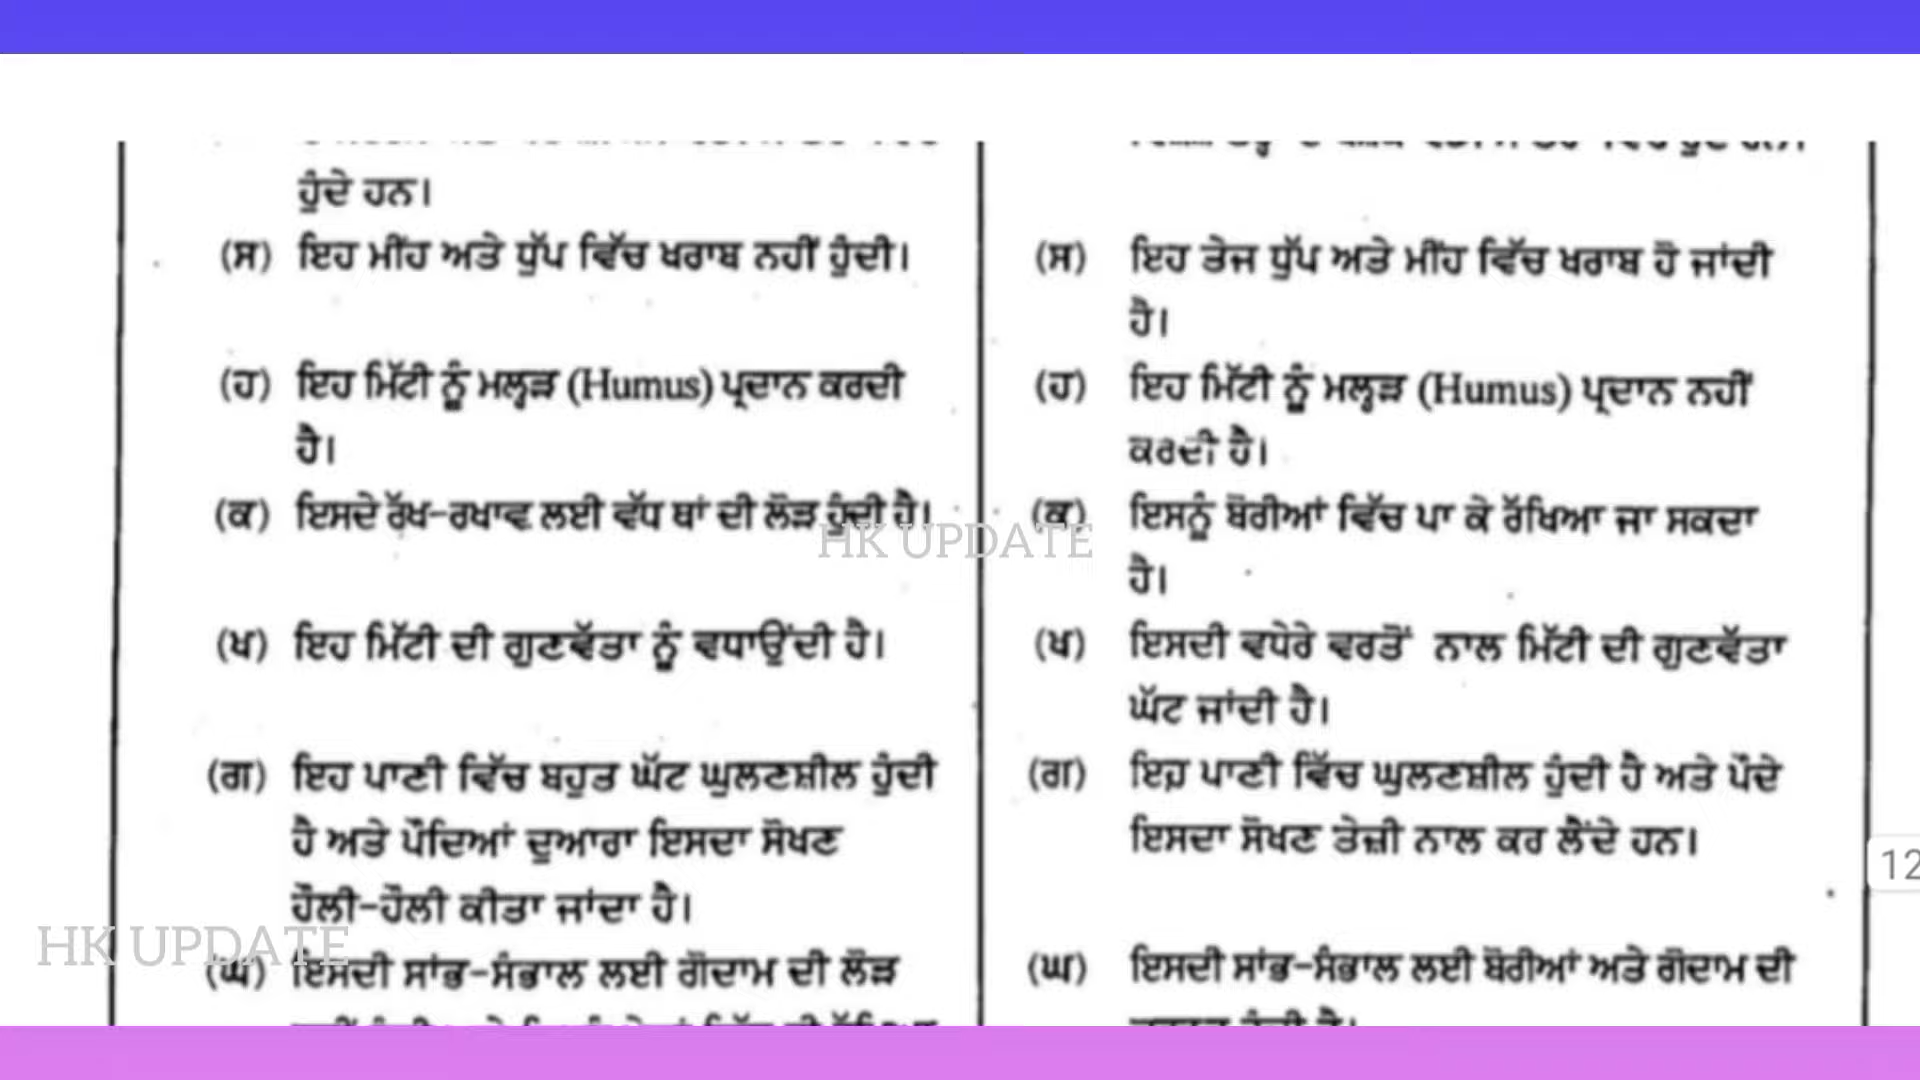 ਹੁੰਦੇ ਹਨ।
(ਸ) ਇਹ ਮੀਂਹ ਅਤੇ ਧੁੱਪ ਵਿੱਚ ਖਰਾਬ ਨਹੀਂ ਹੁੰਦੀ।
(ਹ) ਇਹ ਮਿੱਟੀ ਨੂੰ ਮਲ੍ਹੜ (Humus) ਪ੍ਰਦਾਨ ਕਰਦੀ
ਹੈ।
(ਕ) ਇਸਦੇ ਰੱਖ-ਰਖਾਵ ਲਈ ਵੱਧ ਥਾਂ ਦੀ ਲੋੜ ਹੁੰਦੀ ਹੈ।
(ਖ) ਇਹ ਮਿੱਟੀ ਦੀ ਗੁਣਵੱਤਾ ਨੂੰ ਵਧਾਉਂਦੀ ਹੈ।
(ਗ) ਇਹ ਪਾਣੀ ਵਿੱਚ ਬਹੁਤ ਘੱਟ ਘੁਲਣਸ਼ੀਲ ਹੁੰਦੀ
ਹੈ ਅਤੇ ਪੌਦਿਆਂ ਦੁਆਰਾ ਇਸਦਾ ਸੋਖਣ
ਹੌਲੀ-ਹੌਲੀ ਕੀਤਾ ਜਾਂਦਾ ਹੈ।
(ਘ) ਇਸਦੀ ਸਾਂਭ-ਸੰਭਾਲ ਲਈ ਗੋਦਾਮ ਦੀ ਲੋੜ
(ਸ) ਇਹ ਤੇਜ ਧੁੱਪ ਅਤੇ ਮੀਂਹ ਵਿੱਚ ਖਰਾਬ ਹੋ ਜਾਂਦੀ
ਹੈ।
(ਹ) ਇਹ ਮਿੱਟੀ ਨੂੰ ਮਲ੍ਹੜ (Humus) ਪ੍ਰਦਾਨ ਨਹੀਂ
ਕਰਦੀ ਹੈ।
(ਕ) ਇਸਨੂੰ ਬੋਰੀਆਂ ਵਿੱਚ ਪਾ ਕੇ ਰੱਖਿਆ ਜਾ ਸਕਦਾ
ਹੈ।
(ਖ) ਇਸਦੀ ਵਧੇਰੇ ਵਰਤੋਂ ਨਾਲ ਮਿੱਟੀ ਦੀ ਗੁਣਵੱਤਾ
ਘੱਟ ਜਾਂਦੀ ਹੈ।
(ਗ) ਇਹ ਪਾਣੀ ਵਿੱਚ ਘੁਲਣਸ਼ੀਲ ਹੁੰਦੀ ਹੈ ਅਤੇ ਪੌਦੇ
ਇਸਦਾ ਸੋਖਣ ਤੇਜ਼ੀ ਨਾਲ ਕਰ ਲੈਂਦੇ ਹਨ।
(ਘ) ਇਸਦੀ ਸਾਂਭ-ਸੰਭਾਲ ਲਈ ਬੋਰੀਆਂ ਅਤੇ ਗੋਦਾਮ ਦੀ
12
HK UPDATE
HK UPDATE